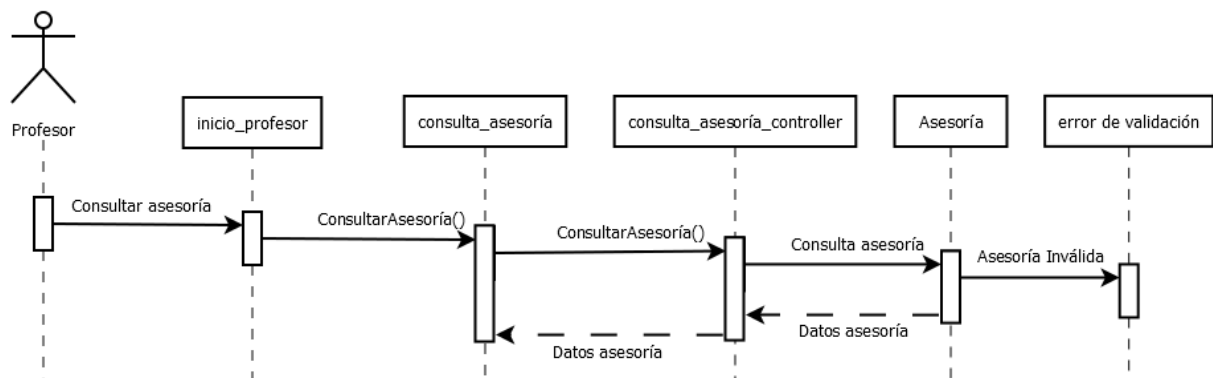 Profesor
inicio_profesor
consulta_asesoría
consulta_asesoría_controller
Asesoría
error de validación
Consultar asesoría
ConsultarAsesoría()
ConsultarAsesoría()
Consulta asesoría
Asesoría Inválida
Datos asesoría
Datos asesoría